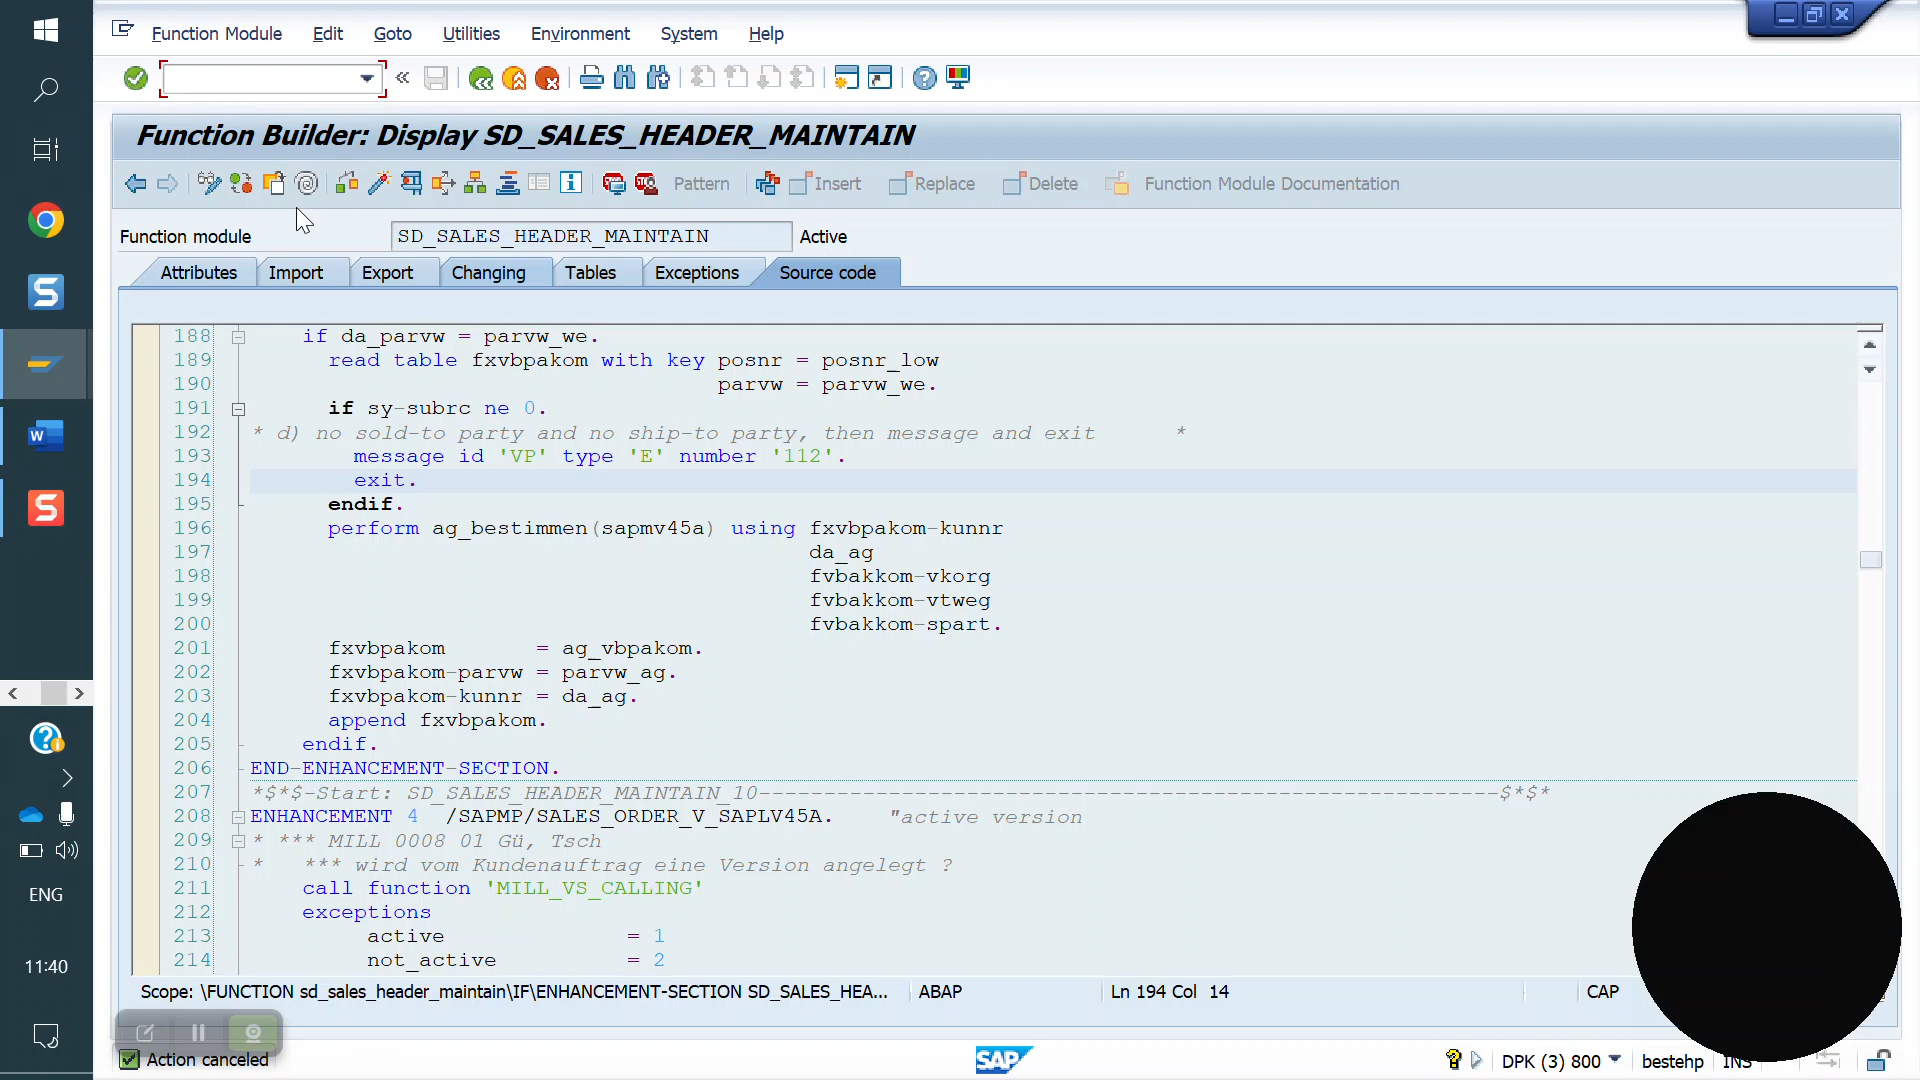 Function Module Edit Goto Utilities Environment System Help
Function Builder: Display SD_SALES_HEADER_MAINTAIN
Pattern Insert Replace Delete Function Module Documentation
Function module SD_SALES_HEADER_MAINTAIN Active
Attributes Import Export Changing Tables Exceptions Source code
188 if da_parvw = parvw_we.
189 read table fxvbpakom with key posnr = posnr_low
190 parvw = parvw_we.
191 if sy-subrc ne 0.
192 * d) no sold-to party and no ship-to party, then message and exit *
193 message id 'VP' type 'E' number '112'.
194 exit.
195 endif.
196 perform ag_bestimmen(sapmv45a) using fxvbpakom-kunnr
197 da_ag
198 fvbakkom-vkorg
199 fvbakkom-vtweg
200 fvbakkom-spart.
201 fxvbpakom = ag_vbpakom.
202 fxvbpakom-parvw = parvw_ag.
203 fxvbpakom-kunnr = da_ag.
204 append fxvbpakom.
205 endif.
206 END-ENHANCEMENT-SECTION.
207 *$*$-Start: SD_SALES_HEADER_MAINTAIN_10---------------------------------------------------------$*$*
208 ENHANCEMENT 4 /SAPMP/SALES_ORDER_V_SAPLV45A. "active version
209 * *** MILL 0008 01 Gü, Tsch
210 * *** wird vom Kundenauftrag eine Version angelegt ?
211 call function 'MILL_VS_CALLING'
212 exceptions
213 active = 1
214 not_active = 2
Scope: \FUNCTION sd_sales_header_maintain\IF\ENHANCEMENT-SECTION SD_SALES_HEA... ABAP Ln 194 Col 14 CAP
Action canceled
SAP
DPK (3) 800 bestehp INS
ENG
11:40